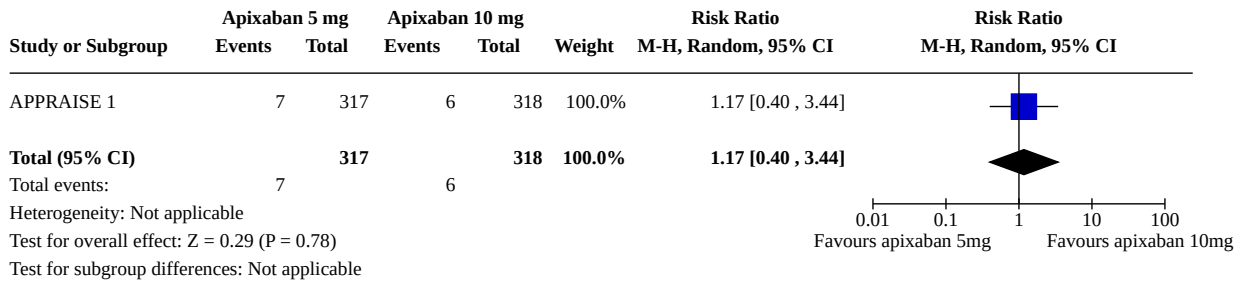 Apixaban 5 mg Apixaban 10 mg Risk Ratio Risk Ratio
Study or Subgroup Events Total Events Total Weight M-H, Random, 95% CI M-H, Random, 95% CI
APPRAISE 1 7 317 6 318 100.0% 1.17 [0.40 , 3.44]
Total (95% CI) 317 318 100.0% 1.17 [0.40 , 3.44]
Total events: 7 6
Heterogeneity: Not applicable
0.01 0.1 1 10 100
Test for overall effect: Z = 0.29 (P = 0.78) Favours apixaban 5mg Favours apixaban 10mg
Test for subgroup differences: Not applicable